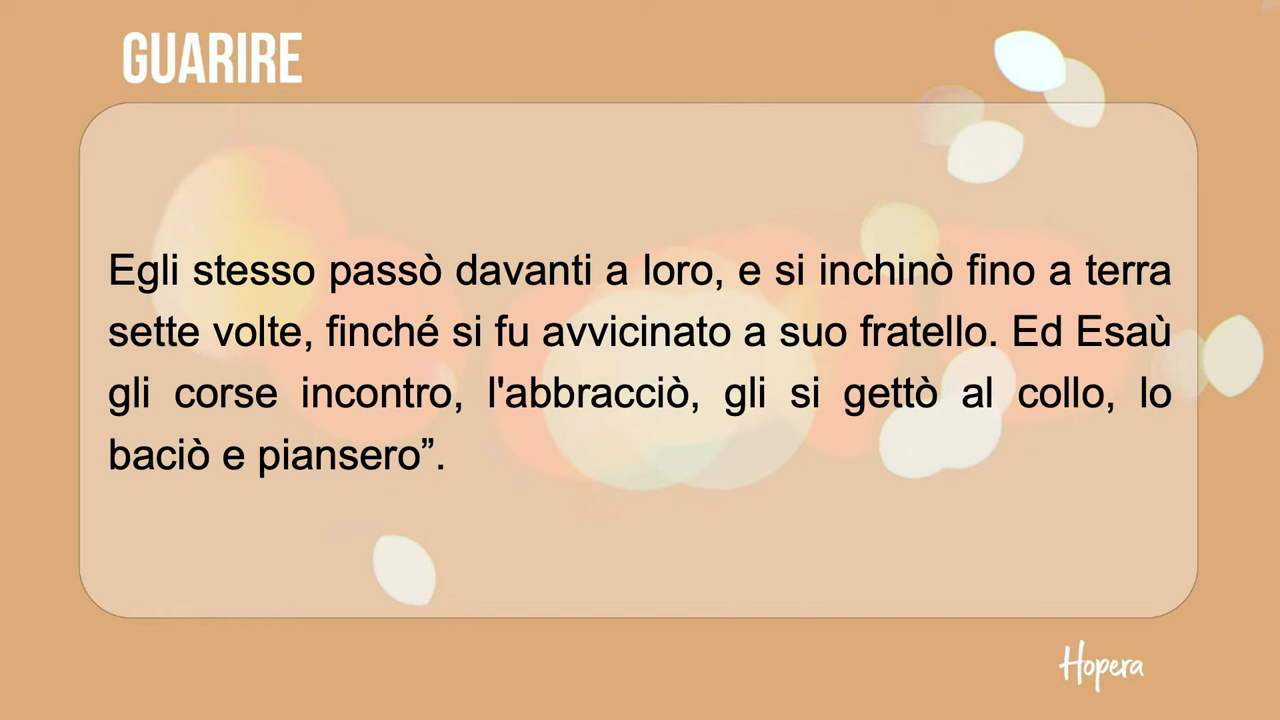 GUARIRE
Egli stesso passò davanti a loro, e si inchinò fino a terra
sette volte, finché si fu avvicinato a suo fratello. Ed Esaù
gli corse incontro, l'abbracciò, gli si gettò al collo, lo
baciò e piansero”.
Hopera